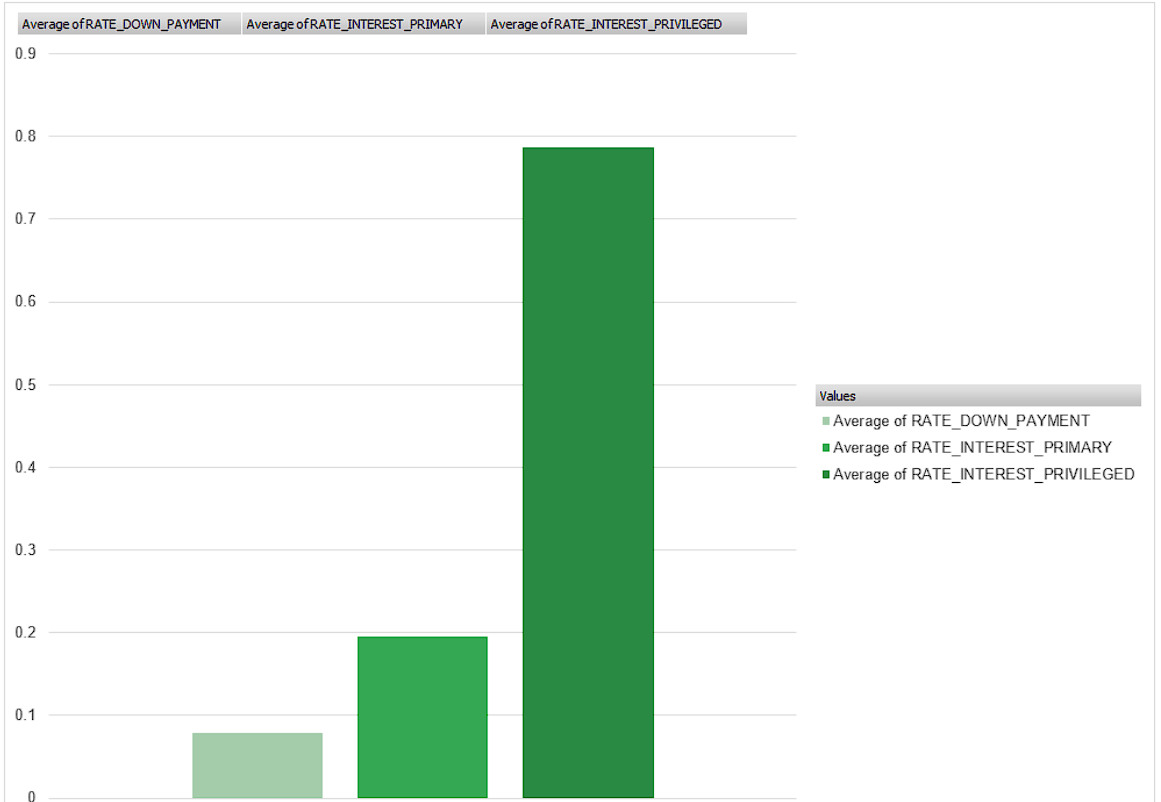 Average of RATE_DOWN_PAYMENT Average of RATE_INTEREST_PRIMARY Average of RATE_INTEREST_PRIVILEGED
0.9
0.8
0.7
0.6
0.5
0.4
0.3
0.2
0.1
0
Values
Average of RATE_DOWN_PAYMENT
Average of RATE_INTEREST_PRIMARY
Average of RATE_INTEREST_PRIVILEGED